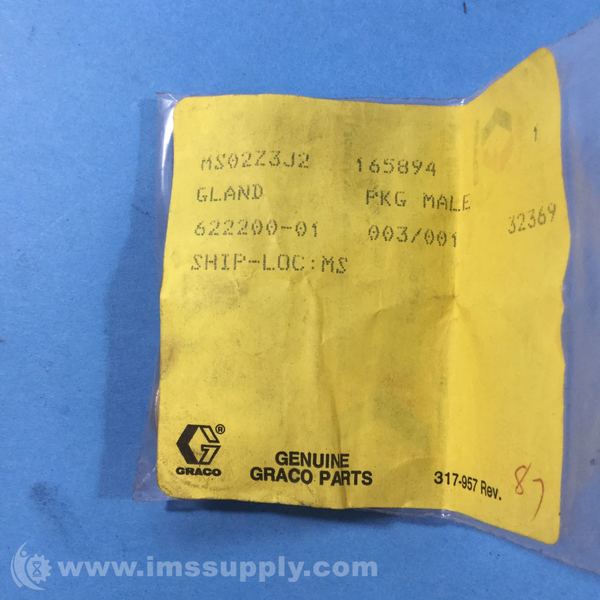 1
MS02Z3J2 165894
GLAND PKG MALE
622200-01 003/001 32369
SHIP-LOC:MS
G®
GRACO
GENUINE
GRACO PARTS
317-957 Rev. 87
www.imssupply.com